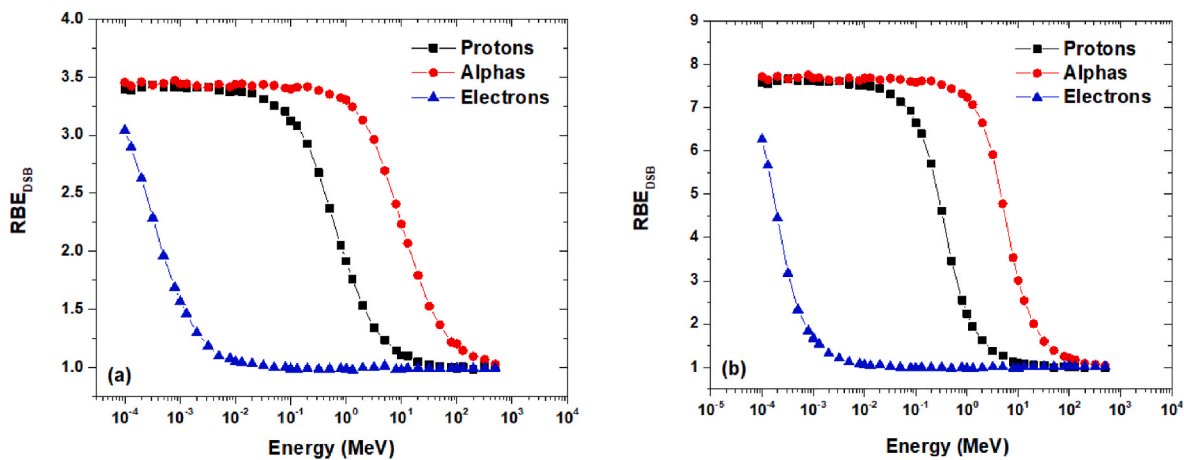 4.0
3.5
3.0
2.5
2.0
1.5
1.0
RBE_DSB
Protons
Alphas
Electrons
(a)
10^-4 10^-3 10^-2 10^-1 10^0 10^1 10^2 10^3 10^4
Energy (MeV)
9
8
7
6
5
4
3
2
1
RBE_DSB
Protons
Alphas
Electrons
(b)
10^-5 10^-4 10^-3 10^-2 10^-1 10^0 10^1 10^2 10^3 10^4
Energy (MeV)